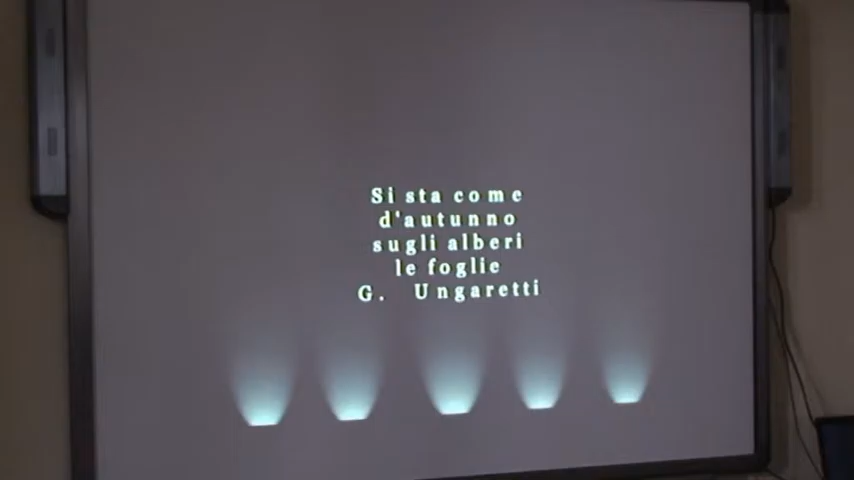 Si sta come
d'autunno
sugli alberi
le foglie
G. Ungaretti